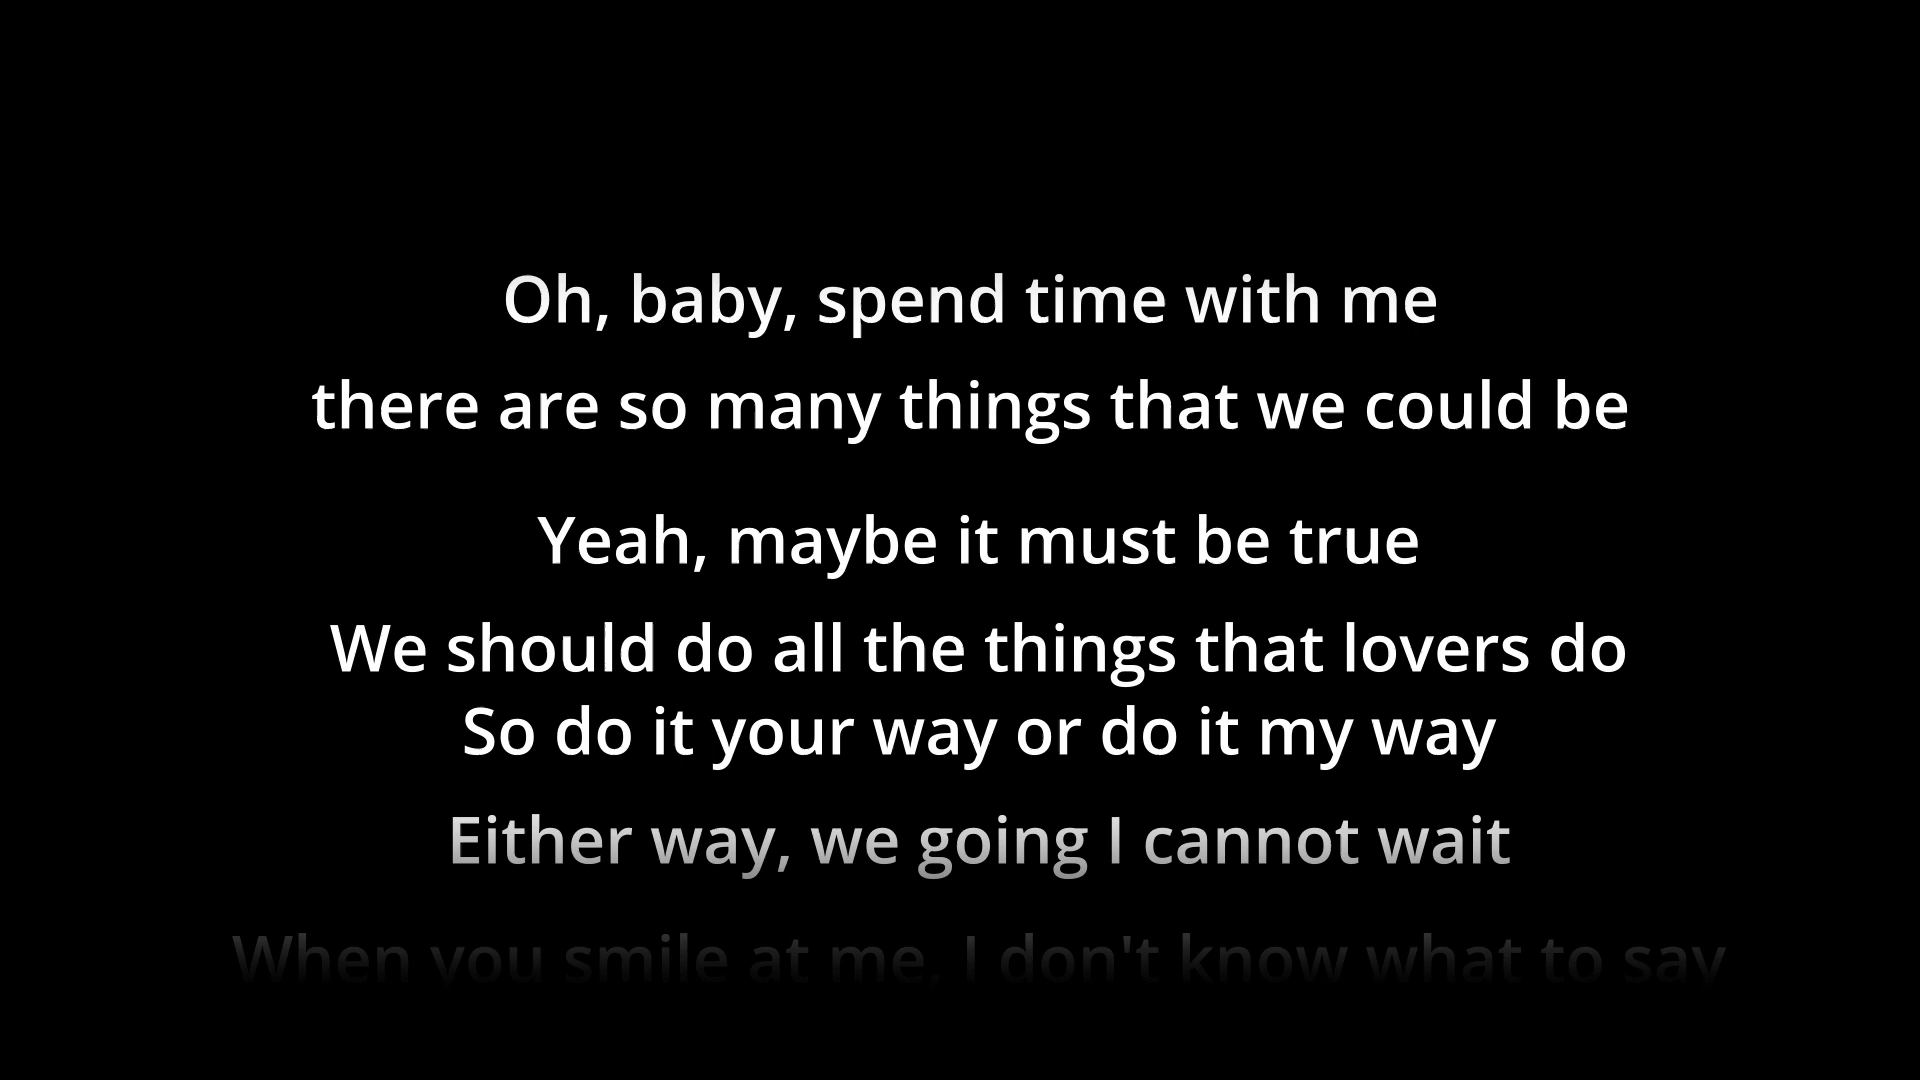 Oh, baby, spend time with me
there are so many things that we could be
Yeah, maybe it must be true
We should do all the things that lovers do
So do it your way or do it my way
Either way, we going I cannot wait
When you smile at me, I don't know what to say